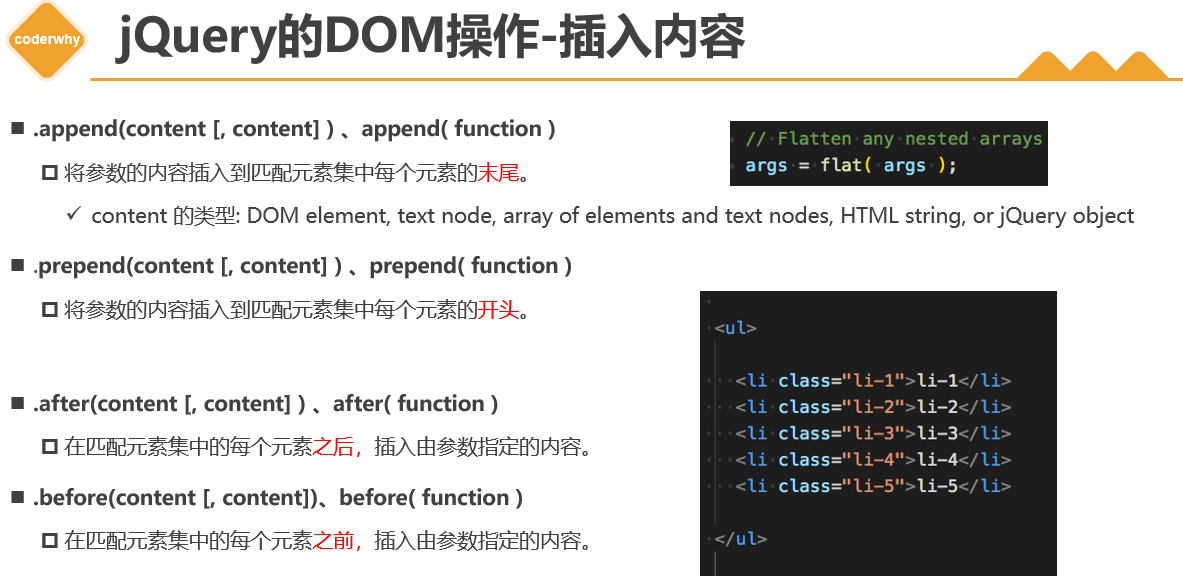 coderwhy
jQuery的DOM操作-插入内容
.append(content [, content] ) 、append( function )
将参数的内容插入到匹配元素集中每个元素的末尾。
content 的类型: DOM element, text node, array of elements and text nodes, HTML string, or jQuery object
// Flatten any nested arrays
args = flat( args );
.prepend(content [, content] ) 、prepend( function )
将参数的内容插入到匹配元素集中每个元素的开头。
.after(content [, content] ) 、after( function )
在匹配元素集中的每个元素之后，插入由参数指定的内容。
.before(content [, content])、before( function )
在匹配元素集中的每个元素之前，插入由参数指定的内容。
<ul>
<li class="li-1">li-1</li>
<li class="li-2">li-2</li>
<li class="li-3">li-3</li>
<li class="li-4">li-4</li>
<li class="li-5">li-5</li>
</ul>